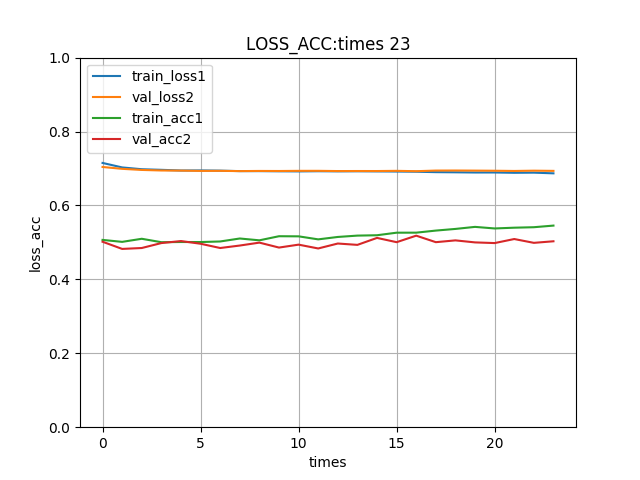 LOSS_ACC:times 23
1.0
0.8
0.6
0.4
0.2
0.0
loss_acc
train_loss1
val_loss2
train_acc1
val_acc2
0 5 10 15 20
times